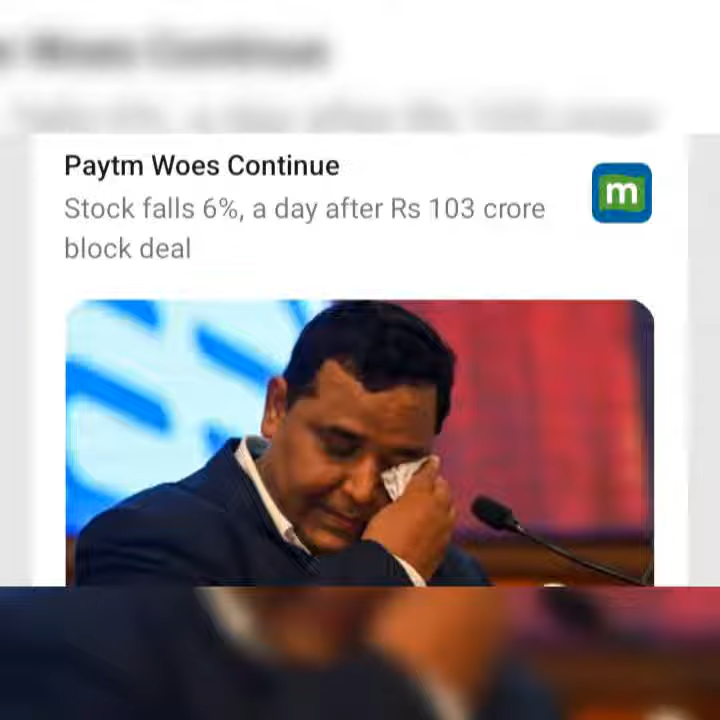 Paytm Woes Continue
Stock falls 6%, a day after Rs 103 crore
block deal
m